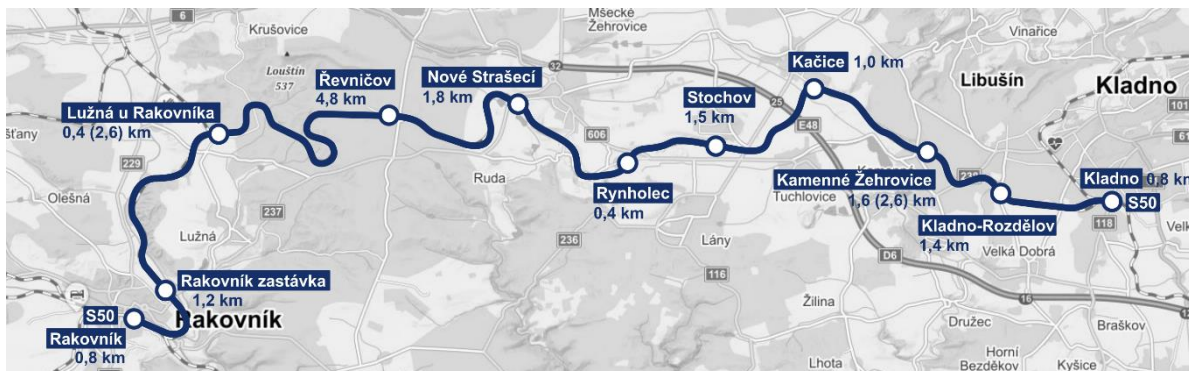 6
Krušovice
Louštín
537
Mšecké
Žehrovice
Vinařice
Kačice 1,0 km
Libušín
Kladno
101
Řevničov
4,8 km
Nové Strašecí
1,8 km
32
Stochov
1,5 km
25
E48
606
Lužná u Rakovníka
0,4 (2,6) km
229
Olešná
237
Lužná
Ruda
Rynholec
0,4 km
236
Lány
116
Tuchlovice
Kamenné Žehrovice
1,6 (2,6) km
Kladno-Rozdělov
1,4 km
Kladno 0,8 km
S50
118
Velká Dobrá
D6
16
Žilina
Družec
Braškov
Horní
Bezděkov
Kyšice
Lhota
Rakovník zastávka
1,2 km
Rakovník
S50
Rakovník
0,8 km